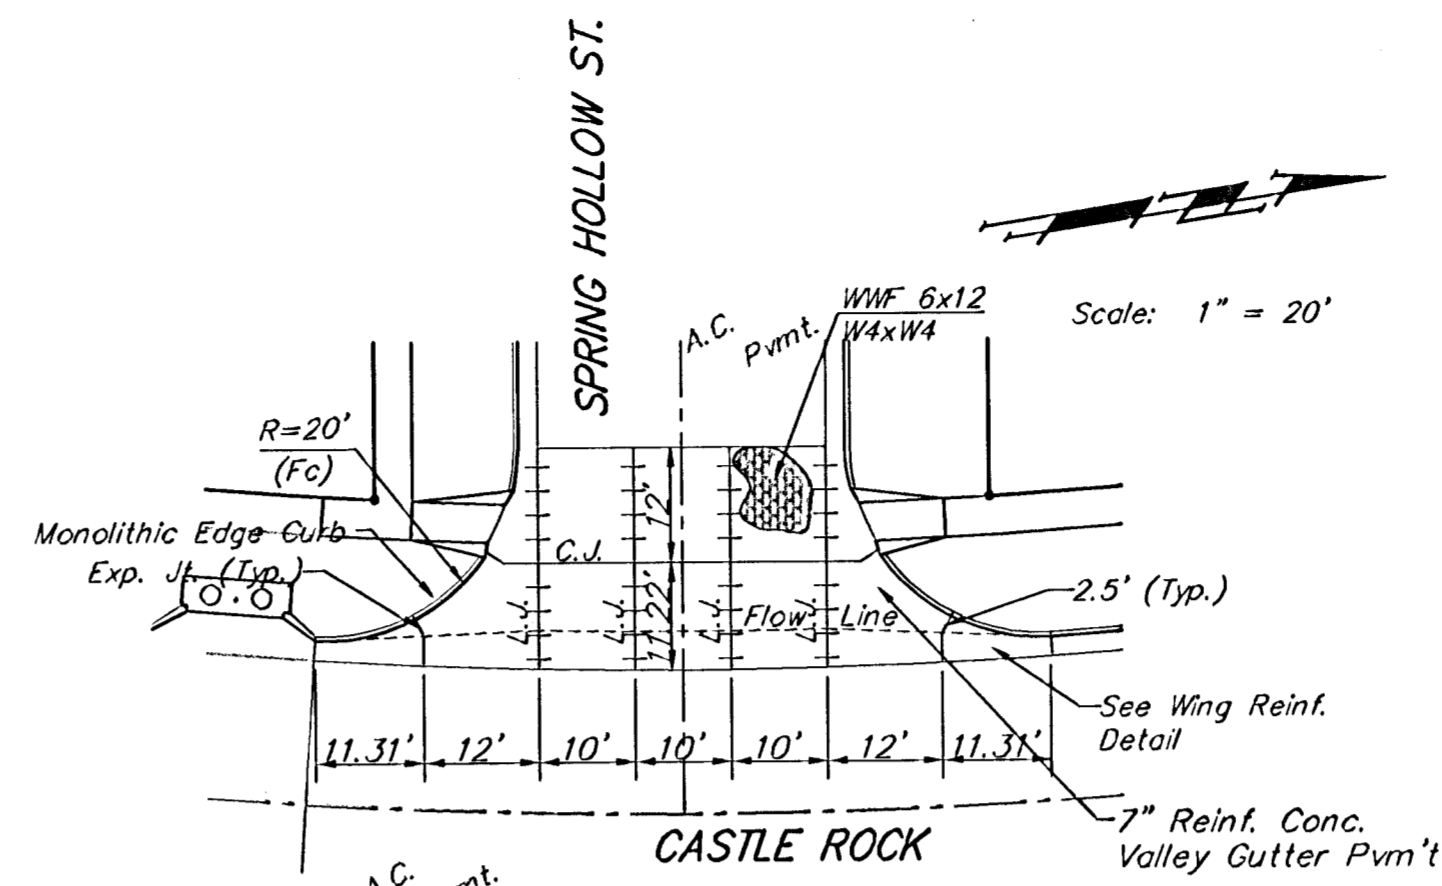 SPRING HOLLOW ST.
WWF 6x12
W4xW4
Scale: 1" = 20'
A.C.
Pvmt.
R=20'
(Fc)
Monolithic Edge Curb
Exp. Jt. (Typ.)
12'
C.J.
11.22'
L.J.
L.J.
L.J.
L.J.
Flow Line
2.5' (Typ.)
See Wing Reinf.
Detail
11.31'
12'
10'
10'
10'
12'
11.31'
7" Reinf. Conc.
Valley Gutter Pvm't
CASTLE ROCK
A.C.